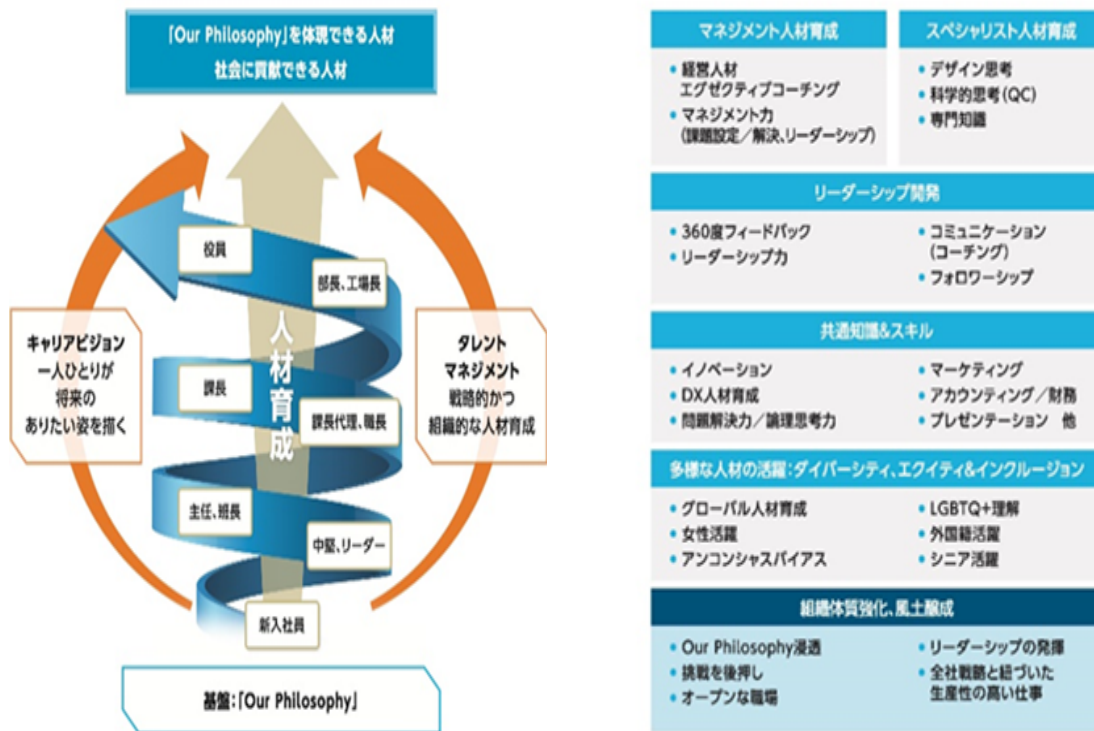 「Our Philosophy」を体現できる人材
社会に貢献できる人材
役員
部長、工場長
人材育成
キャリアビジョン
一人ひとりが
将来の
ありたい姿を描く
タレント
マネジメント
戦略的かつ
組織的な人材育成
課長
課長代理、職長
主任、班長
中堅、リーダー
新入社員
基盤:「Our Philosophy」
マネジメント人材育成
• 経営人材
エグゼクティブコーチング
• マネジメント力
(課題設定/解決、リーダーシップ)
スペシャリスト人材育成
• デザイン思考
• 科学的思考(QC)
• 専門知識
リーダーシップ開発
• 360度フィードバック
• リーダーシップ力
• コミュニケーション
(コーチング)
• フォロワーシップ
共通知識&スキル
• イノベーション
• DX人材育成
• 問題解決力/論理思考力
• マーケティング
• アカウンティング/財務
• プレゼンテーション 他
多様な人材の活躍:ダイバーシティ、エクイティ&インクルージョン
• グローバル人材育成
• 女性活躍
• アンコンシャスバイアス
• LGBTQ+理解
• 外国籍活躍
• シニア活躍
組織体質強化、風土醸成
• Our Philosophy浸透
• 挑戦を後押し
• オープンな職場
• リーダーシップの発揮
• 全社戦略と紐づいた
生産性の高い仕事